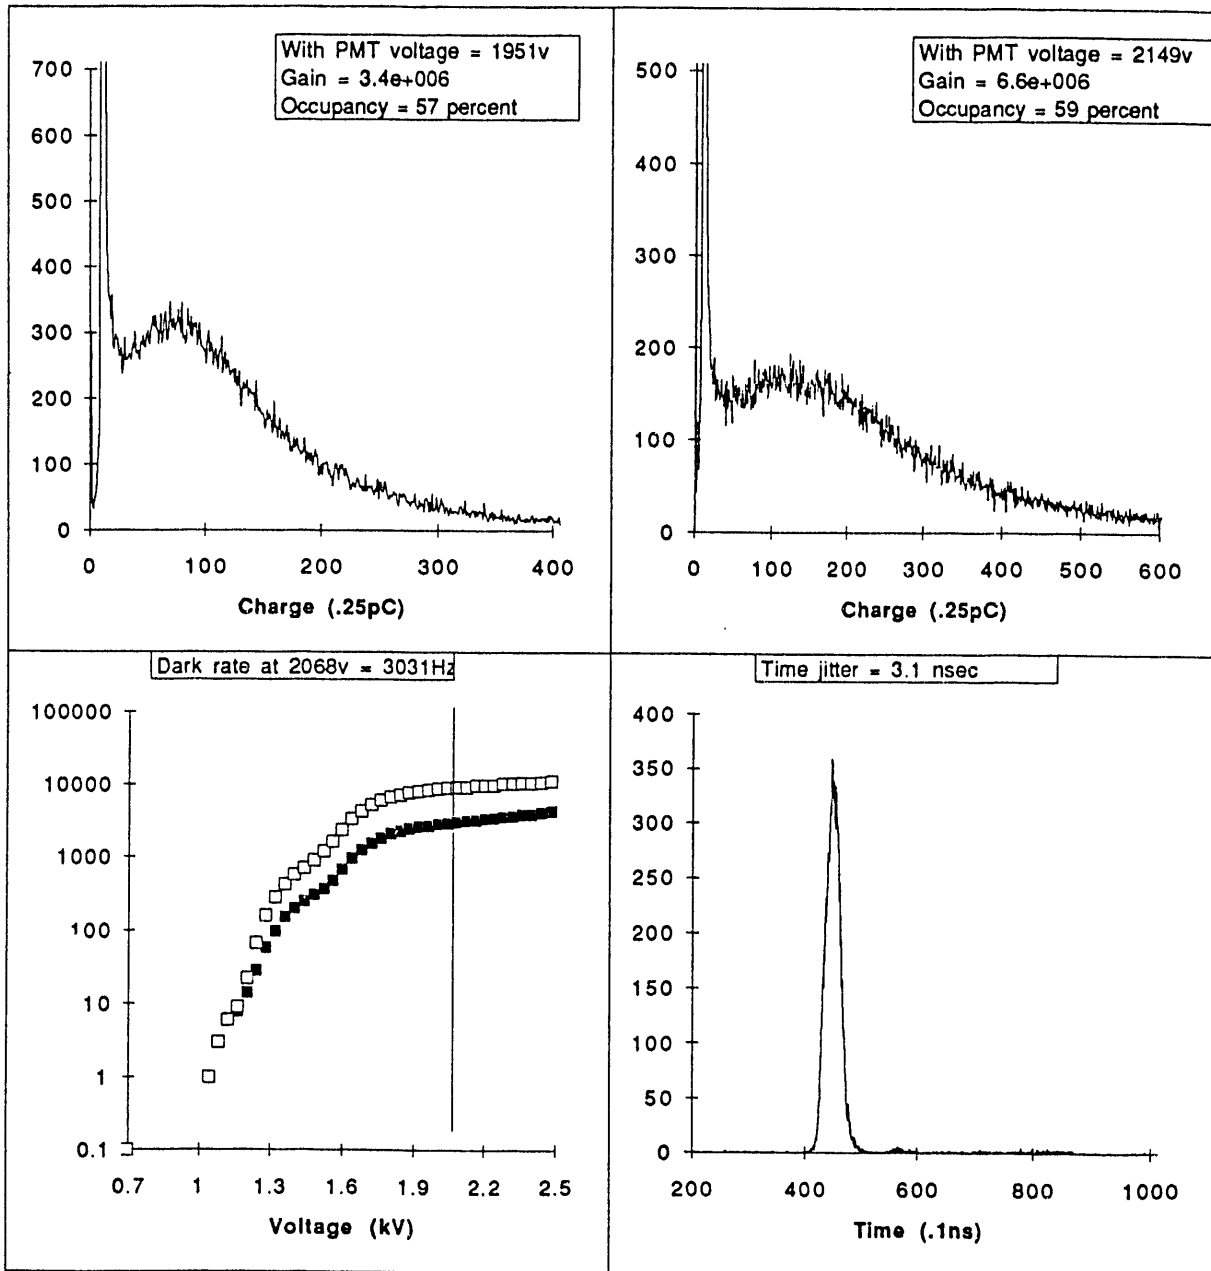 With PMT voltage = 1951v
Gain = 3.4e+006
Occupancy = 57 percent
700
600
500
400
300
200
100
0
0 100 200 300 400
Charge (.25pC)
With PMT voltage = 2149v
Gain = 6.6e+006
Occupancy = 59 percent
500
400
300
200
100
0
0 100 200 300 400 500 600
Charge (.25pC)
Dark rate at 2068v = 3031Hz
100000
10000
1000
100
10
1
0.1
0.7 1 1.3 1.6 1.9 2.2 2.5
Voltage (kV)
Time jitter = 3.1 nsec
400
350
300
250
200
150
100
50
0
200 400 600 800 1000
Time (.1ns)